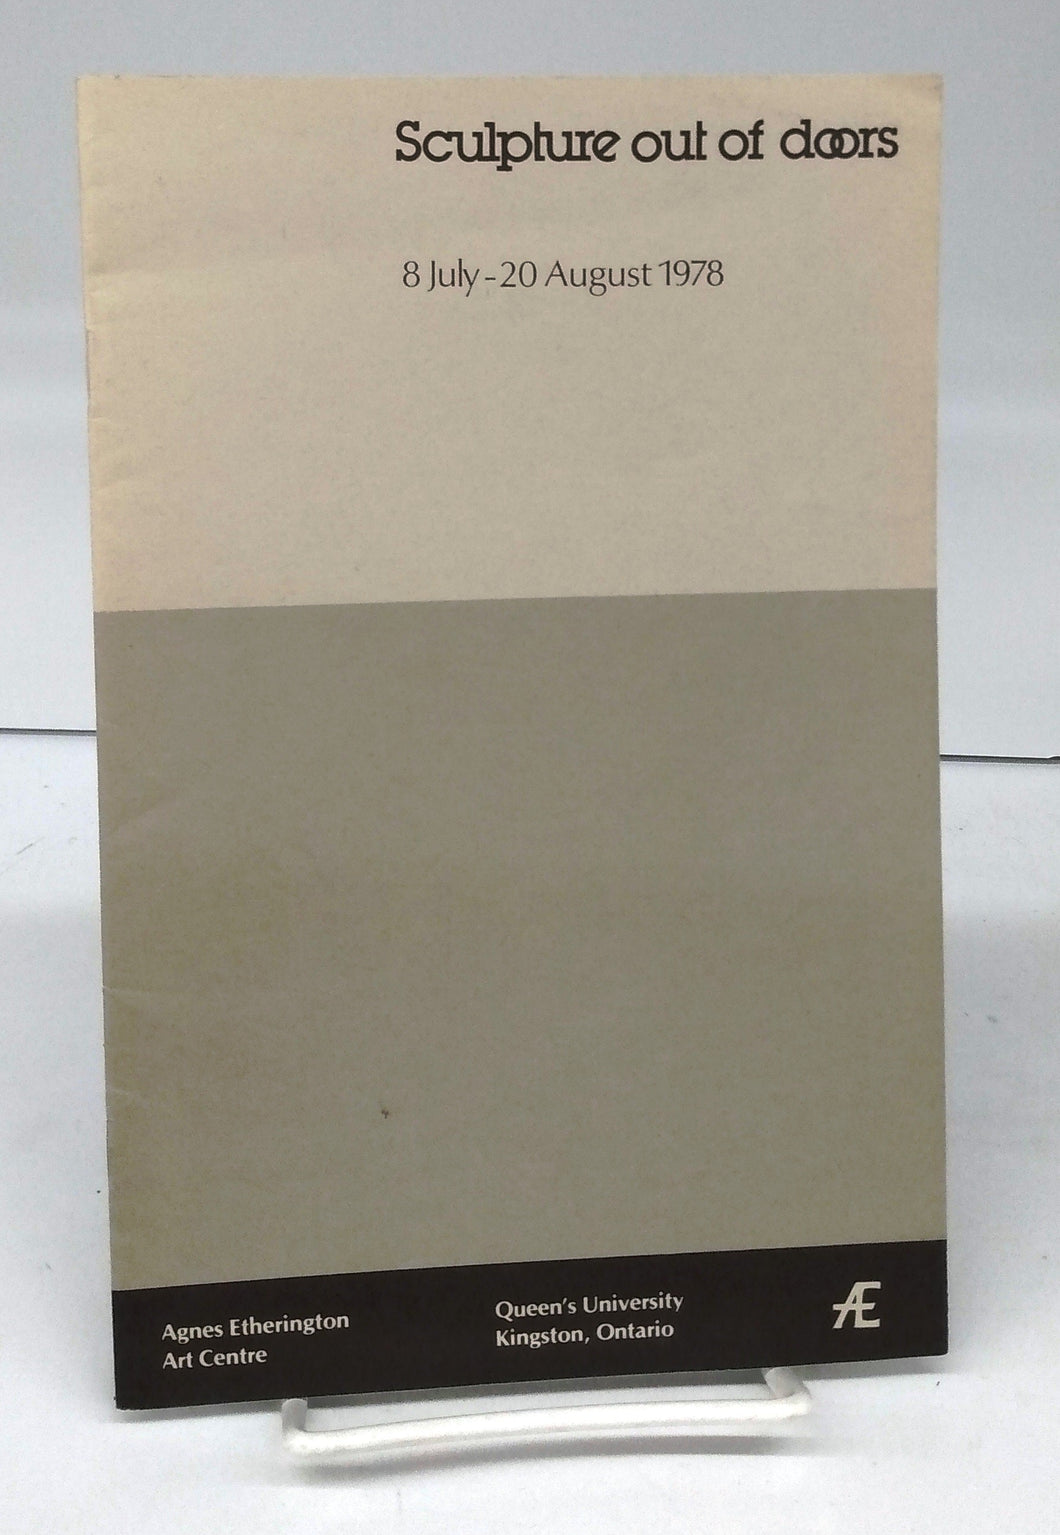 Sculpture out of doors
8 July - 20 August 1978
Agnes Etherington
Art Centre
Queen's University
Kingston, Ontario
Æ